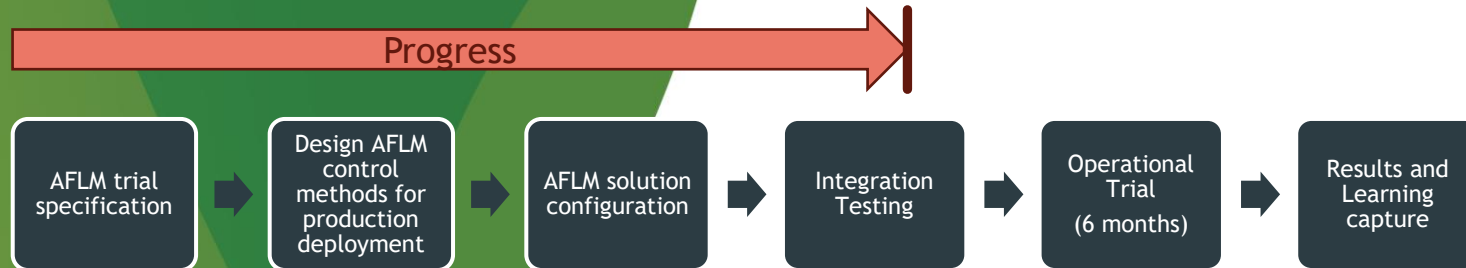 Progress
AFLM trial
specification
Design AFLM
control
methods for
production
deployment
AFLM solution
configuration
Integration
Testing
Operational
Trial
(6 months)
Results and
Learning
capture